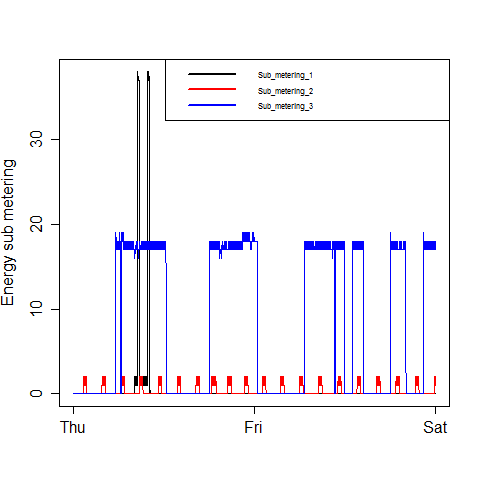 Sub_metering_1
Sub_metering_2
Sub_metering_3
Energy sub metering
30
20
10
0
Thu Fri Sat